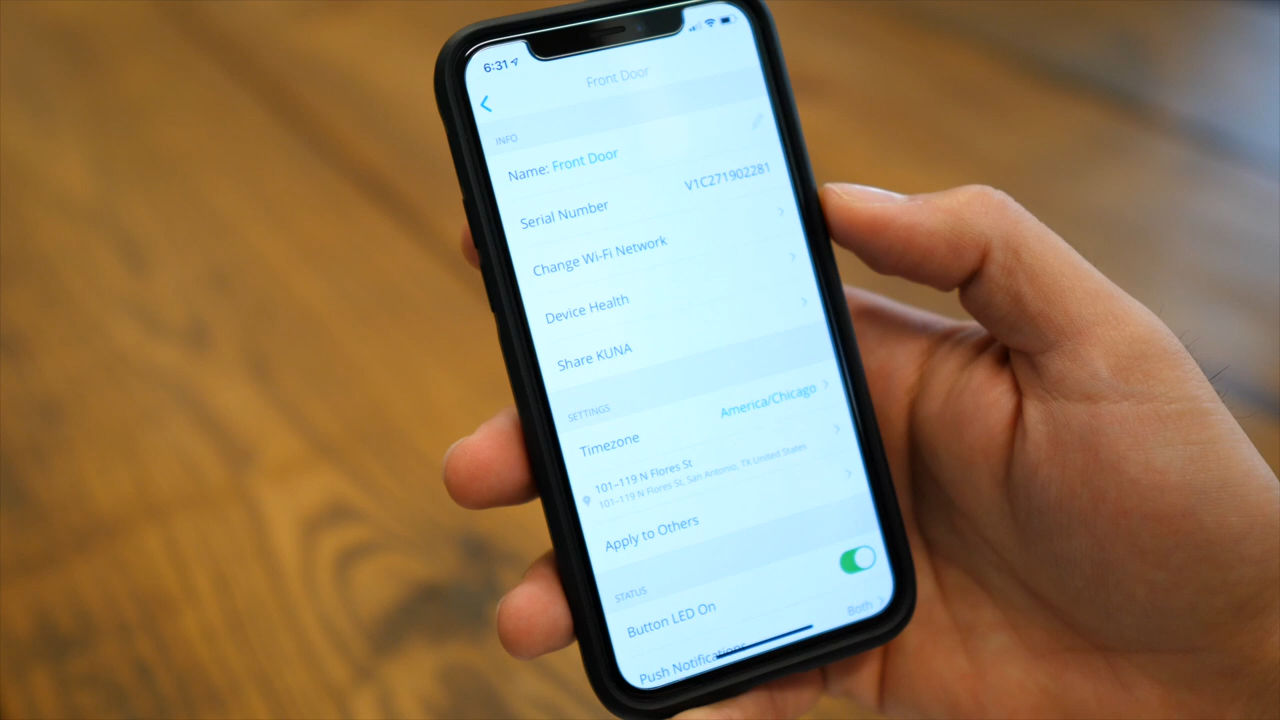 6:31
Front Door
INFO
Name: Front Door
Serial Number V1C271902281
Change Wi-Fi Network
Device Health
Share KUNA
SETTINGS
Timezone America/Chicago
101–119 N Flores St
101–119 N Flores St, San Antonio, TX United States
Apply to Others
STATUS
Button LED On
Push Notifications Both